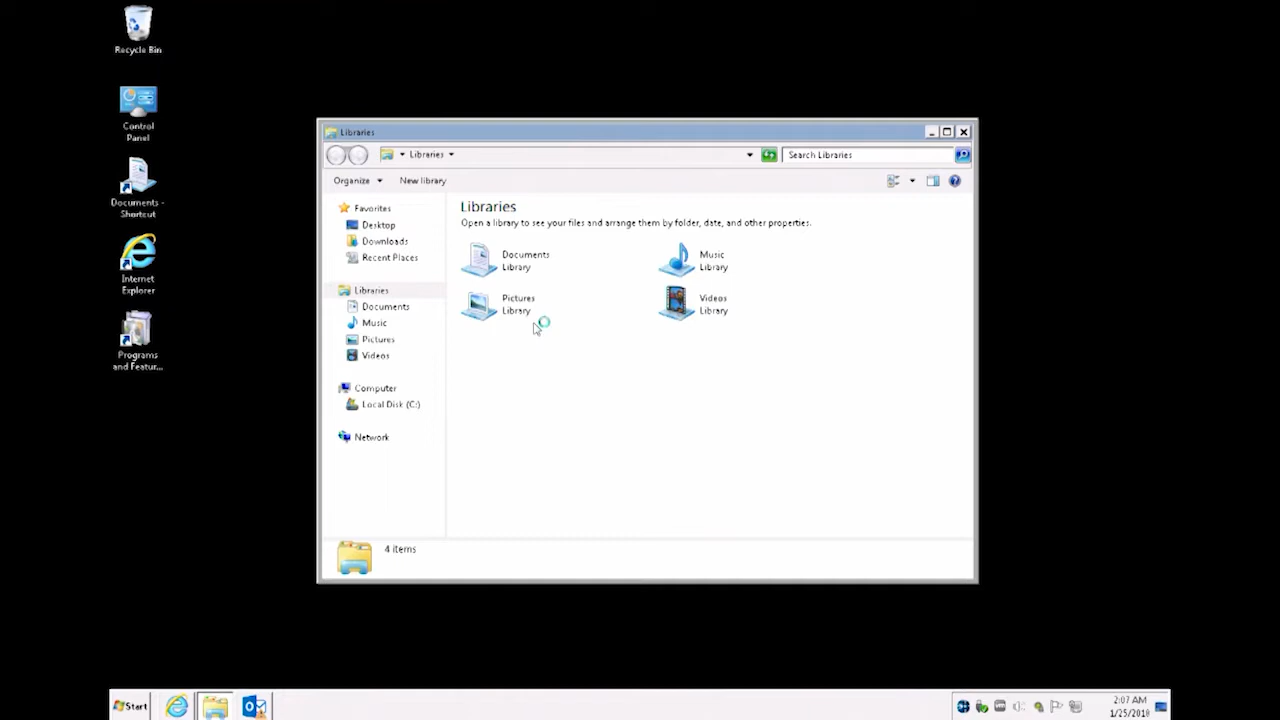 Recycle Bin
Control
Panel
Documents -
Shortcut
Internet
Explorer
Programs
and Featur...
Libraries
Libraries
Search Libraries
Organize
New library
Favorites
Desktop
Downloads
Recent Places
Libraries
Documents
Music
Pictures
Videos
Computer
Local Disk (C:)
Network
Libraries
Open a library to see your files and arrange them by folder, date, and other properties.
Documents
Library
Music
Library
Pictures
Library
Videos
Library
4 items
Start
2:07 AM
1/25/2018